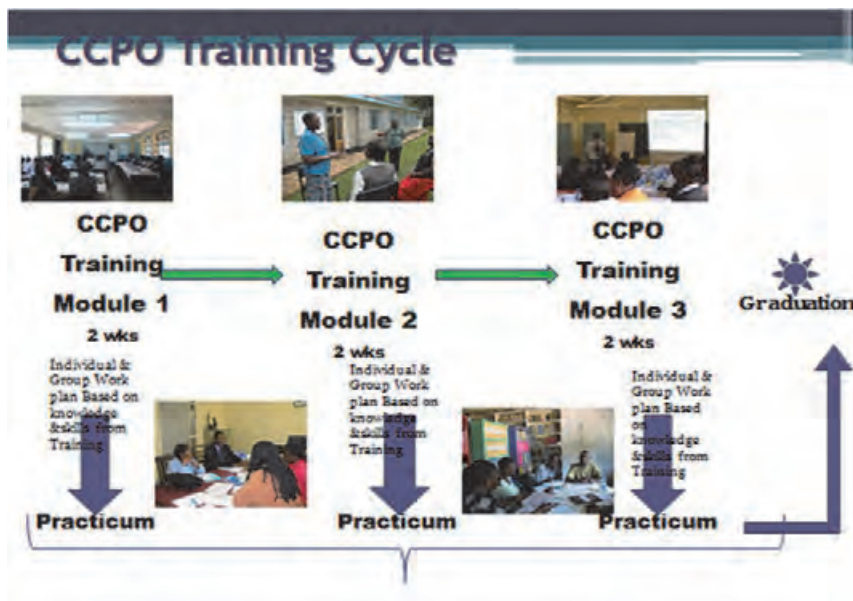 CCPO Training Cycle
CCPO
Training
Module 1
2 wks
Individual &
Group Work
plan Based on
knowledge
&skills from
Training
Practicum
CCPO
Training
Module 2
2 wks
Individual &
Group Work
plan Based on
knowledge
&skills from
Training
Practicum
CCPO
Training
Module 3
2 wks
Individual &
Group Work
plan Based
on
knowledge
&skills from
Training
Practicum
Graduation